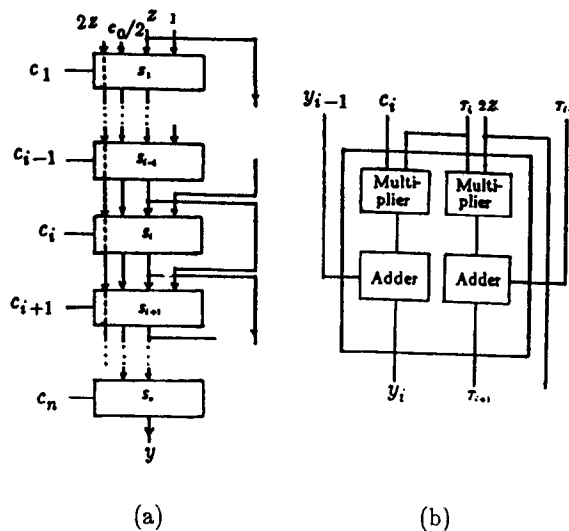 2z c₀/2 z 1
c₁ s₁
cᵢ₋₁ sᵢ₋₁
cᵢ sᵢ
cᵢ₊₁ sᵢ₊₁
cₙ sₙ
y
(a)
yᵢ₋₁ cᵢ τᵢ 2z
Multi-
plier
Multi-
plier
Adder Adder
yᵢ τᵢ₊₁
(b)